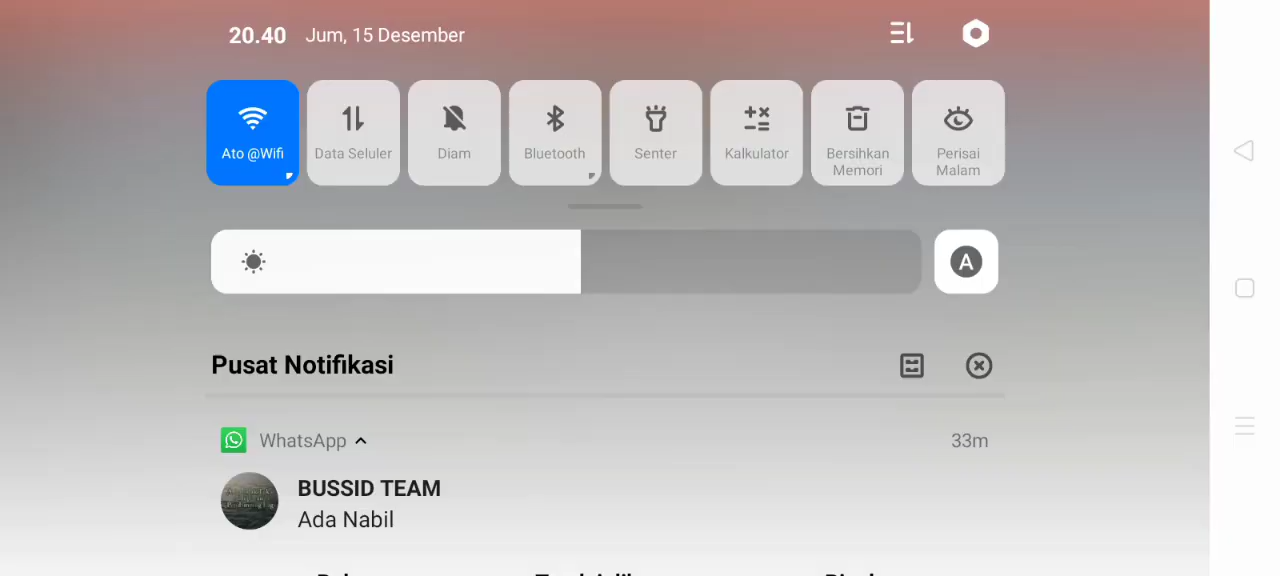 20.40 Jum, 15 Desember
Ato @Wifi
Data Seluler
Diam
Bluetooth
Senter
Kalkulator
Bersihkan
Memori
Perisai
Malam
A
Pusat Notifikasi
WhatsApp 33m
BUSSID TEAM
Ada Nabil